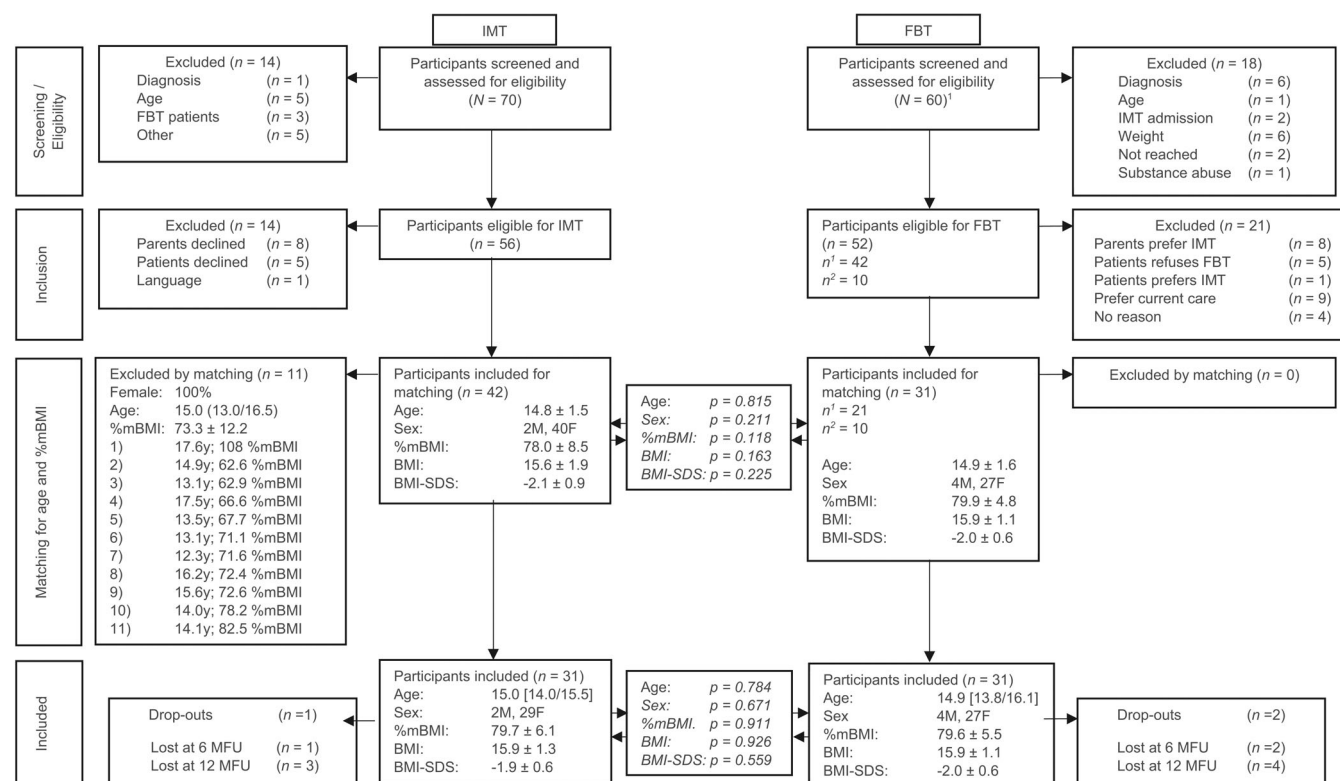 IMT
FBT
Screening /
Eligibility
Excluded (n = 14)
Diagnosis (n = 1)
Age (n = 5)
FBT patients (n = 3)
Other (n = 5)
Participants screened and
assessed for eligibility
(N = 70)
Participants screened and
assessed for eligibility
(N = 60)¹
Excluded (n = 18)
Diagnosis (n = 6)
Age (n = 1)
IMT admission (n = 2)
Weight (n = 6)
Not reached (n = 2)
Substance abuse (n = 1)
Inclusion
Excluded (n = 14)
Parents declined (n = 8)
Patients declined (n = 5)
Language (n = 1)
Participants eligible for IMT
(n = 56)
Participants eligible for FBT
(n = 52)
n¹ = 42
n² = 10
Excluded (n = 21)
Parents prefer IMT (n = 8)
Patients refuses FBT (n = 5)
Patients prefers IMT (n = 1)
Prefer current care (n = 9)
No reason (n = 4)
Matching for age and %mBMI
Excluded by matching (n = 11)
Female: 100%
Age: 15.0 (13.0/16.5)
%mBMI: 73.3 ± 12.2
1) 17.6y; 108 %mBMI
2) 14.9y; 62.6 %mBMI
3) 13.1y; 62.9 %mBMI
4) 17.5y; 66.6 %mBMI
5) 13.5y; 67.7 %mBMI
6) 13.1y; 71.1 %mBMI
7) 12.3y; 71.6 %mBMI
8) 16.2y; 72.4 %mBMI
9) 15.6y; 72.6 %mBMI
10) 14.0y; 78.2 %mBMI
11) 14.1y; 82.5 %mBMI
Participants included for
matching (n = 42)
Age: 14.8 ± 1.5
Sex: 2M, 40F
%mBMI: 78.0 ± 8.5
BMI: 15.6 ± 1.9
BMI-SDS: -2.1 ± 0.9
Age: p = 0.815
Sex: p = 0.211
%mBMI: p = 0.118
BMI: p = 0.163
BMI-SDS: p = 0.225
Participants included for
matching (n = 31)
n¹ = 21
n² = 10
Age: 14.9 ± 1.6
Sex 4M, 27F
%mBMI: 79.9 ± 4.8
BMI: 15.9 ± 1.1
BMI-SDS: -2.0 ± 0.6
Excluded by matching (n = 0)
Included
Drop-outs (n =1)
Lost at 6 MFU (n = 1)
Lost at 12 MFU (n = 3)
Participants included (n = 31)
Age: 15.0 [14.0/15.5]
Sex: 2M, 29F
%mBMI: 79.7 ± 6.1
BMI: 15.9 ± 1.3
BMI-SDS: -1.9 ± 0.6
Age: p = 0.784
Sex: p = 0.671
%mBMI. p = 0.911
BMI: p = 0.926
BMI-SDS: p = 0.559
Participants included (n = 31)
Age: 14.9 [13.8/16.1]
Sex 4M, 27F
%mBMI: 79.6 ± 5.5
BMI: 15.9 ± 1.1
BMI-SDS: -2.0 ± 0.6
Drop-outs (n =2)
Lost at 6 MFU (n =2)
Lost at 12 MFU (n =4)